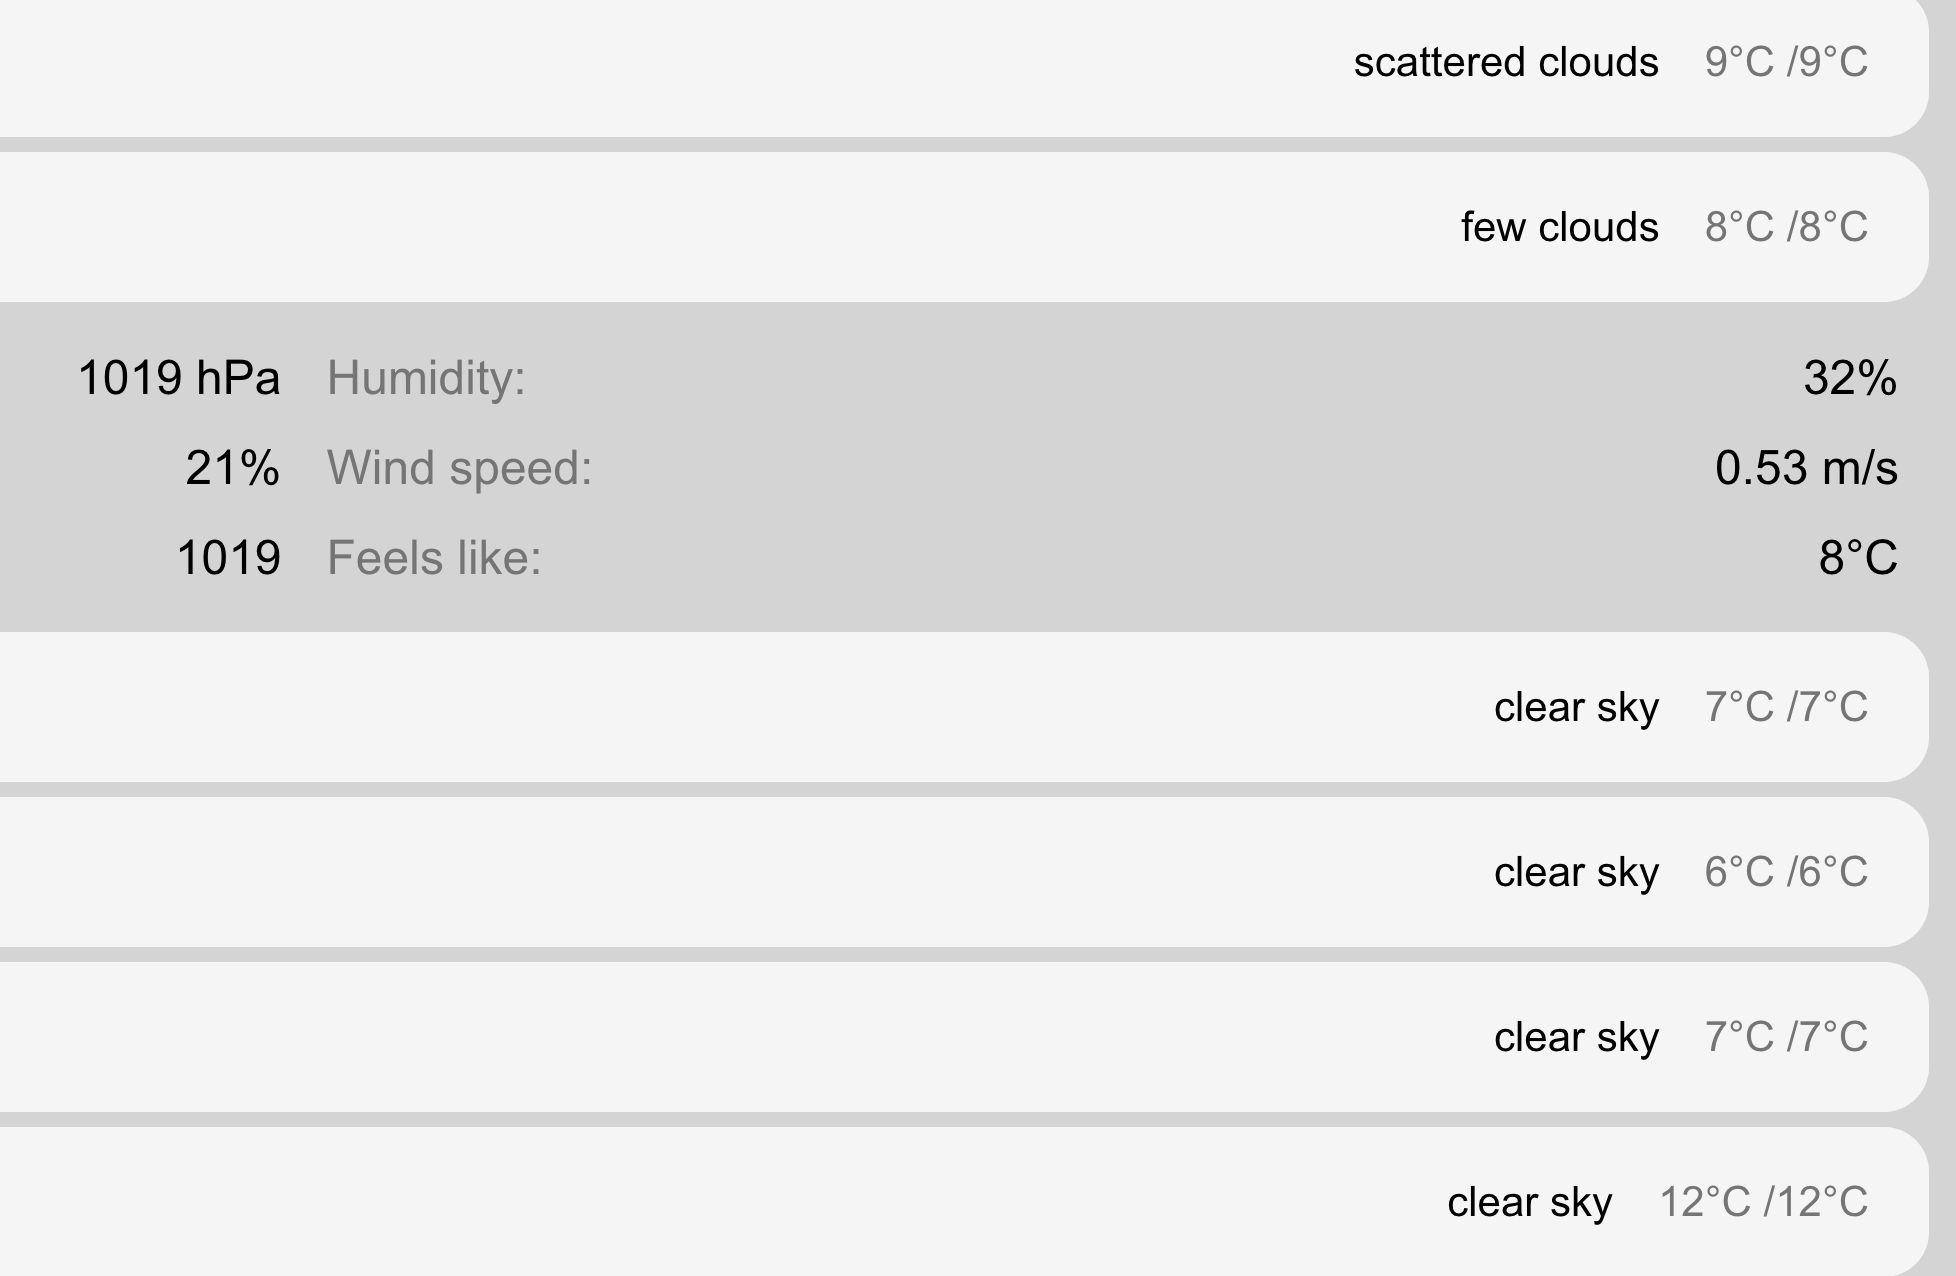 scattered clouds 9°C /9°C
few clouds 8°C /8°C
1019 hPa Humidity: 32%
21% Wind speed: 0.53 m/s
1019 Feels like: 8°C
clear sky 7°C /7°C
clear sky 6°C /6°C
clear sky 7°C /7°C
clear sky 12°C /12°C